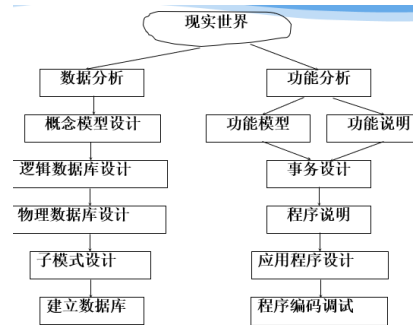 现实世界
数据分析
功能分析
概念模型设计
功能模型
功能说明
逻辑数据库设计
事务设计
物理数据库设计
程序说明
子模式设计
应用程序设计
建立数据库
程序编码调试